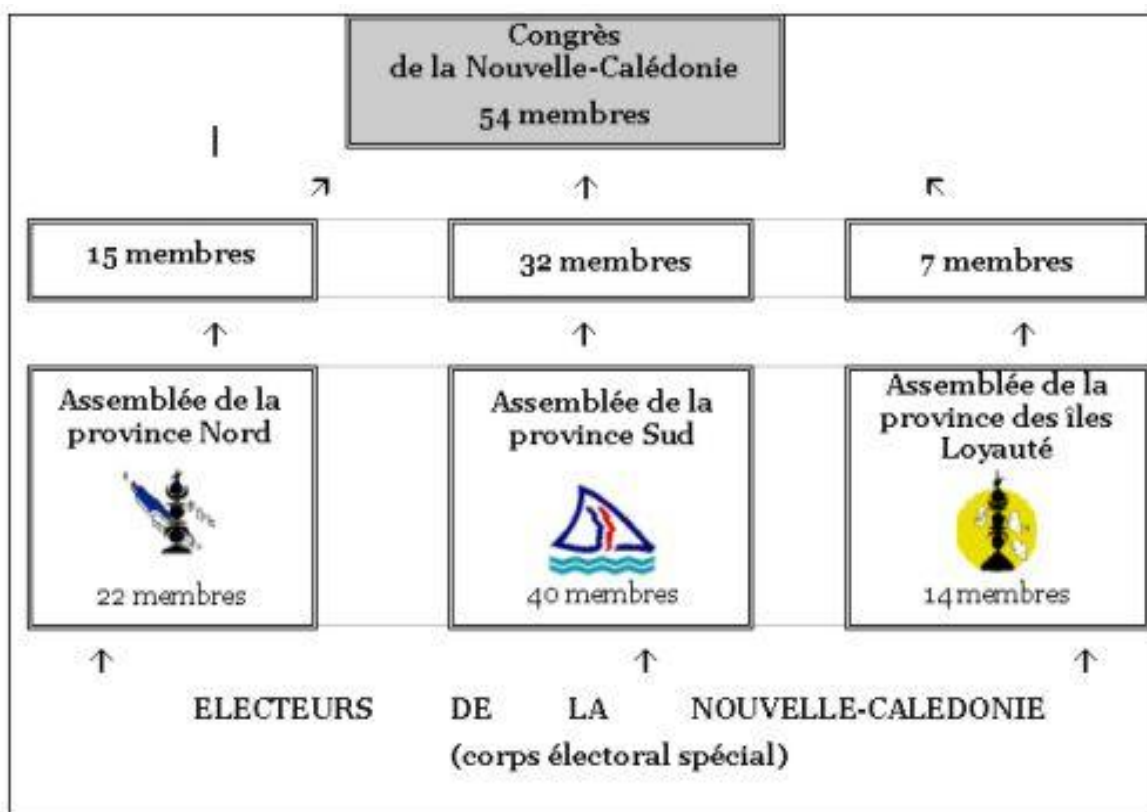 Congrès
de la Nouvelle-Calédonie
54 membres
15 membres
32 membres
7 membres
Assemblée de la
province Nord
22 membres
Assemblée de la
province Sud
40 membres
Assemblée de la
province des îles
Loyauté
14 membres
ELECTEURS DE LA NOUVELLE-CALEDONIE
(corps électoral spécial)